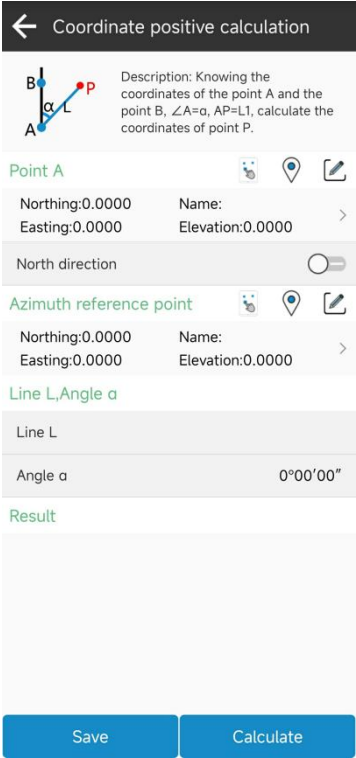 Coordinate positive calculation
Description: Knowing the
coordinates of the point A and the
point B, ∠A=α, AP=L1, calculate the
coordinates of point P.
B
P
α
L
A
Point A
Northing:0.0000 Name:
Easting:0.0000 Elevation:0.0000
North direction
Azimuth reference point
Northing:0.0000 Name:
Easting:0.0000 Elevation:0.0000
Line L,Angle α
Line L
Angle α 0°00′00″
Result
Save Calculate